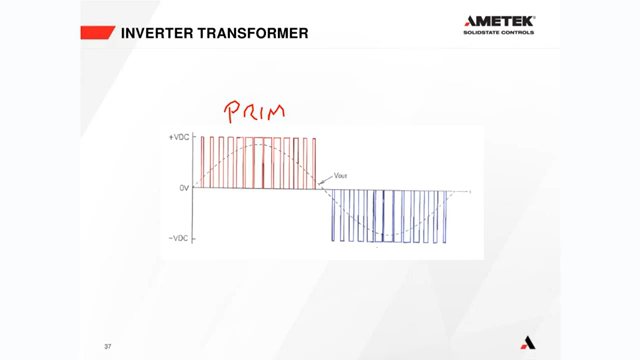 INVERTER TRANSFORMER
AMETEK®
SOLIDSTATE CONTROLS
PRIM
+VDC
Vout
0V
-VDC
37